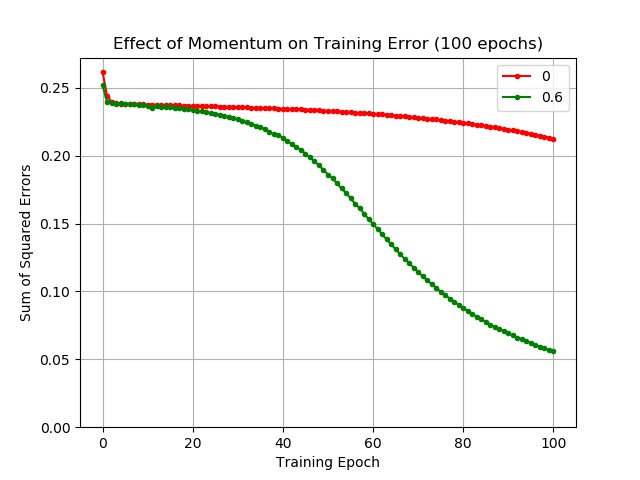 Effect of Momentum on Training Error (100 epochs)
0
0.6
0.25
0.20
0.15
0.10
0.05
0.00
Sum of Squared Errors
0 20 40 60 80 100
Training Epoch